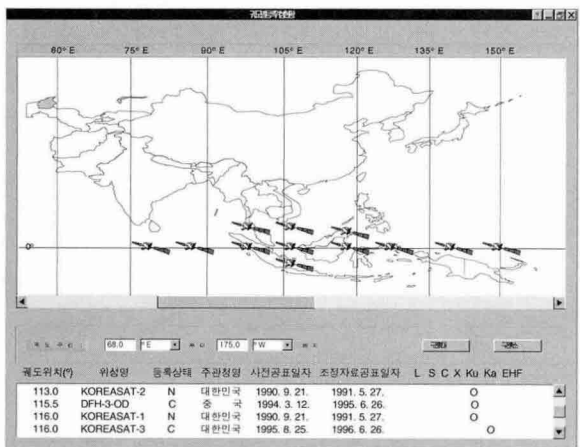 60° E 75° E 90° E 105° E 120° E 135° E 150° E
0°
68.0 °E 175.0 °W
궤도위치(°) 위성명 등록상태 주관청명 사전공표일자 조정자료공표일자 L S C X Ku Ka EHF
113.0 KOREASAT-2 N 대한민국 1990. 9. 21. 1991. 5. 27. O
115.5 DFH-3-OD C 중 국 1994. 3. 12. 1995. 6. 26. O
116.0 KOREASAT-1 N 대한민국 1990. 9. 21. 1991. 5. 27. O
116.0 KOREASAT-3 C 대한민국 1995. 8. 25. 1996. 6. 26. O